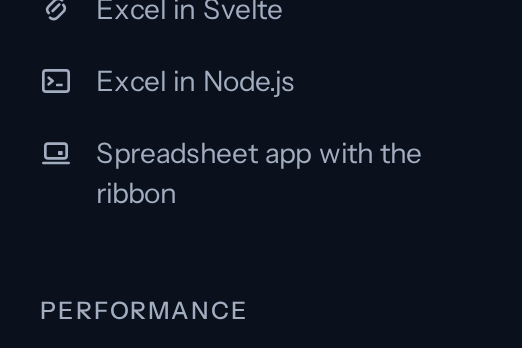 Excel in Svelte
Excel in Node.js
Spreadsheet app with the
ribbon
PERFORMANCE